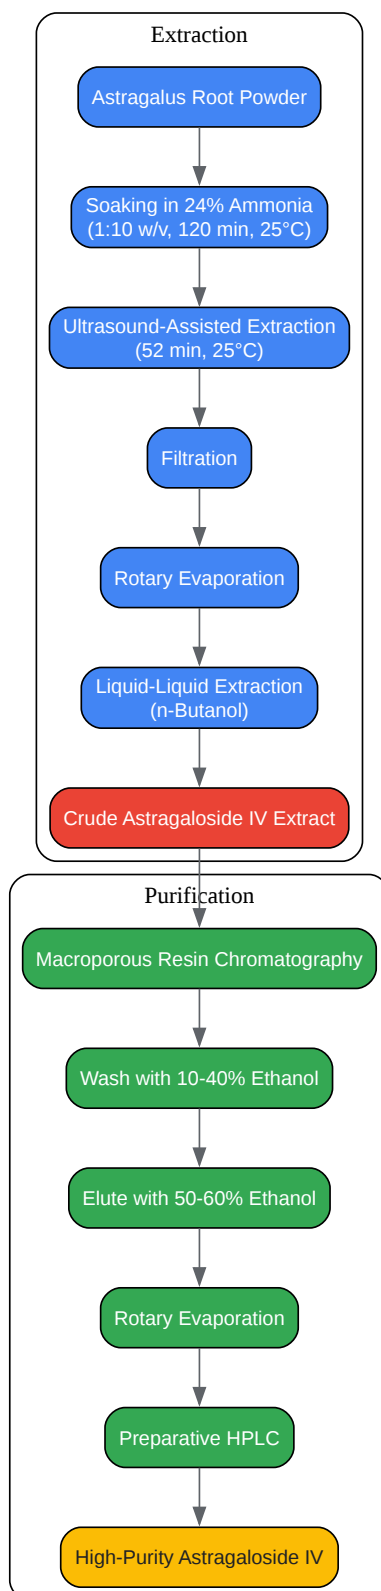 Extraction
Astragalus Root Powder
Soaking in 24% Ammonia
(1:10 w/v, 120 min, 25°C)
Ultrasound-Assisted Extraction
(52 min, 25°C)
Filtration
Rotary Evaporation
Liquid-Liquid Extraction
(n-Butanol)
Crude Astragaloside IV Extract
Purification
Macroporous Resin Chromatography
Wash with 10-40% Ethanol
Elute with 50-60% Ethanol
Rotary Evaporation
Preparative HPLC
High-Purity Astragaloside IV